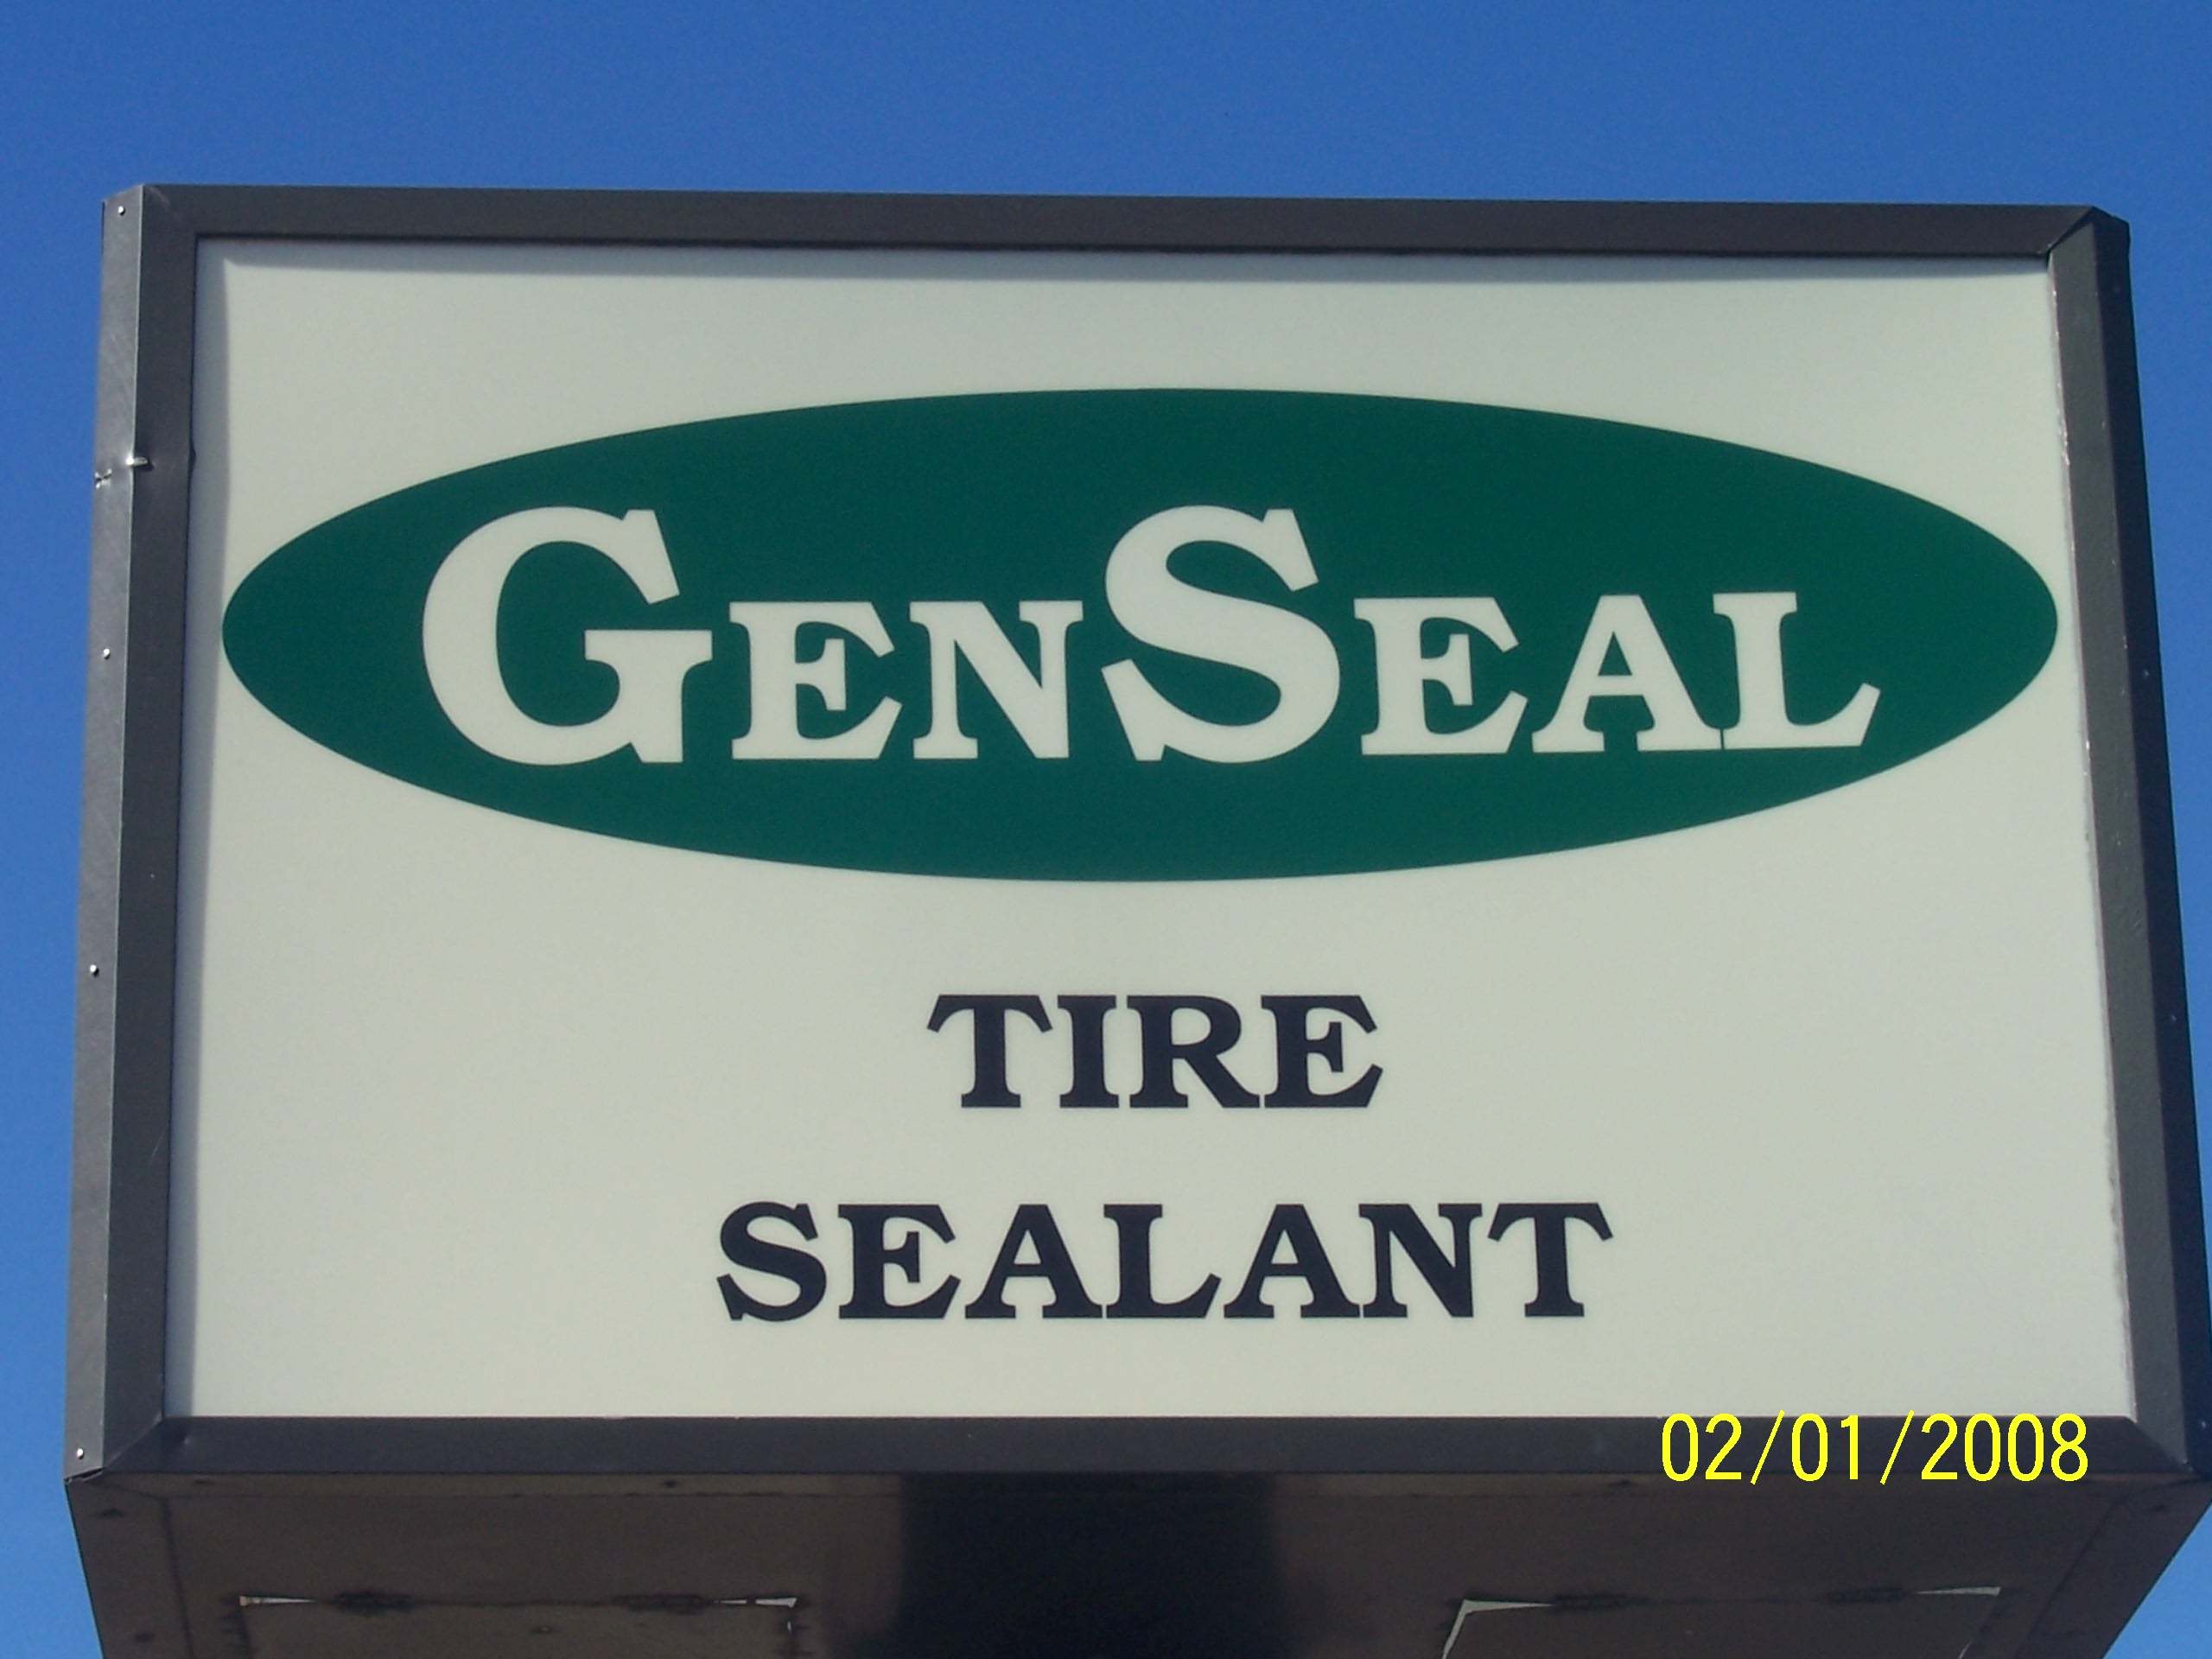 GENSEAL
TIRE
SEALANT
02/01/2008